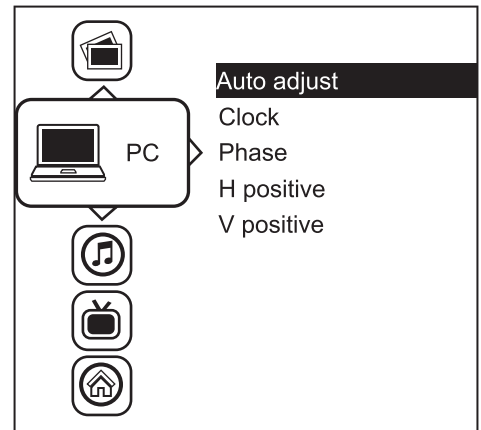 PC
Auto adjust
Clock
Phase
H positive
V positive